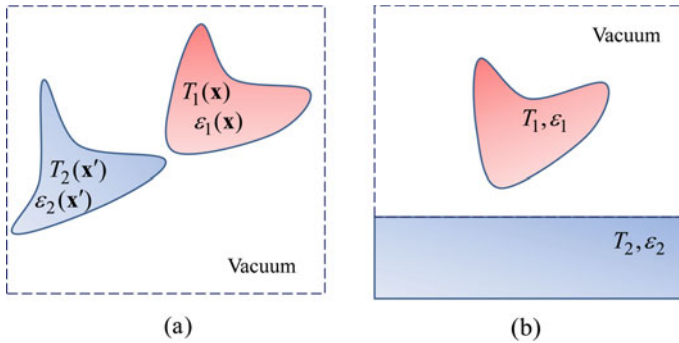 T₁(x)
ε₁(x)
T₂(x′)
ε₂(x′)
Vacuum
(a)
Vacuum
T₁, ε₁
T₂, ε₂
(b)